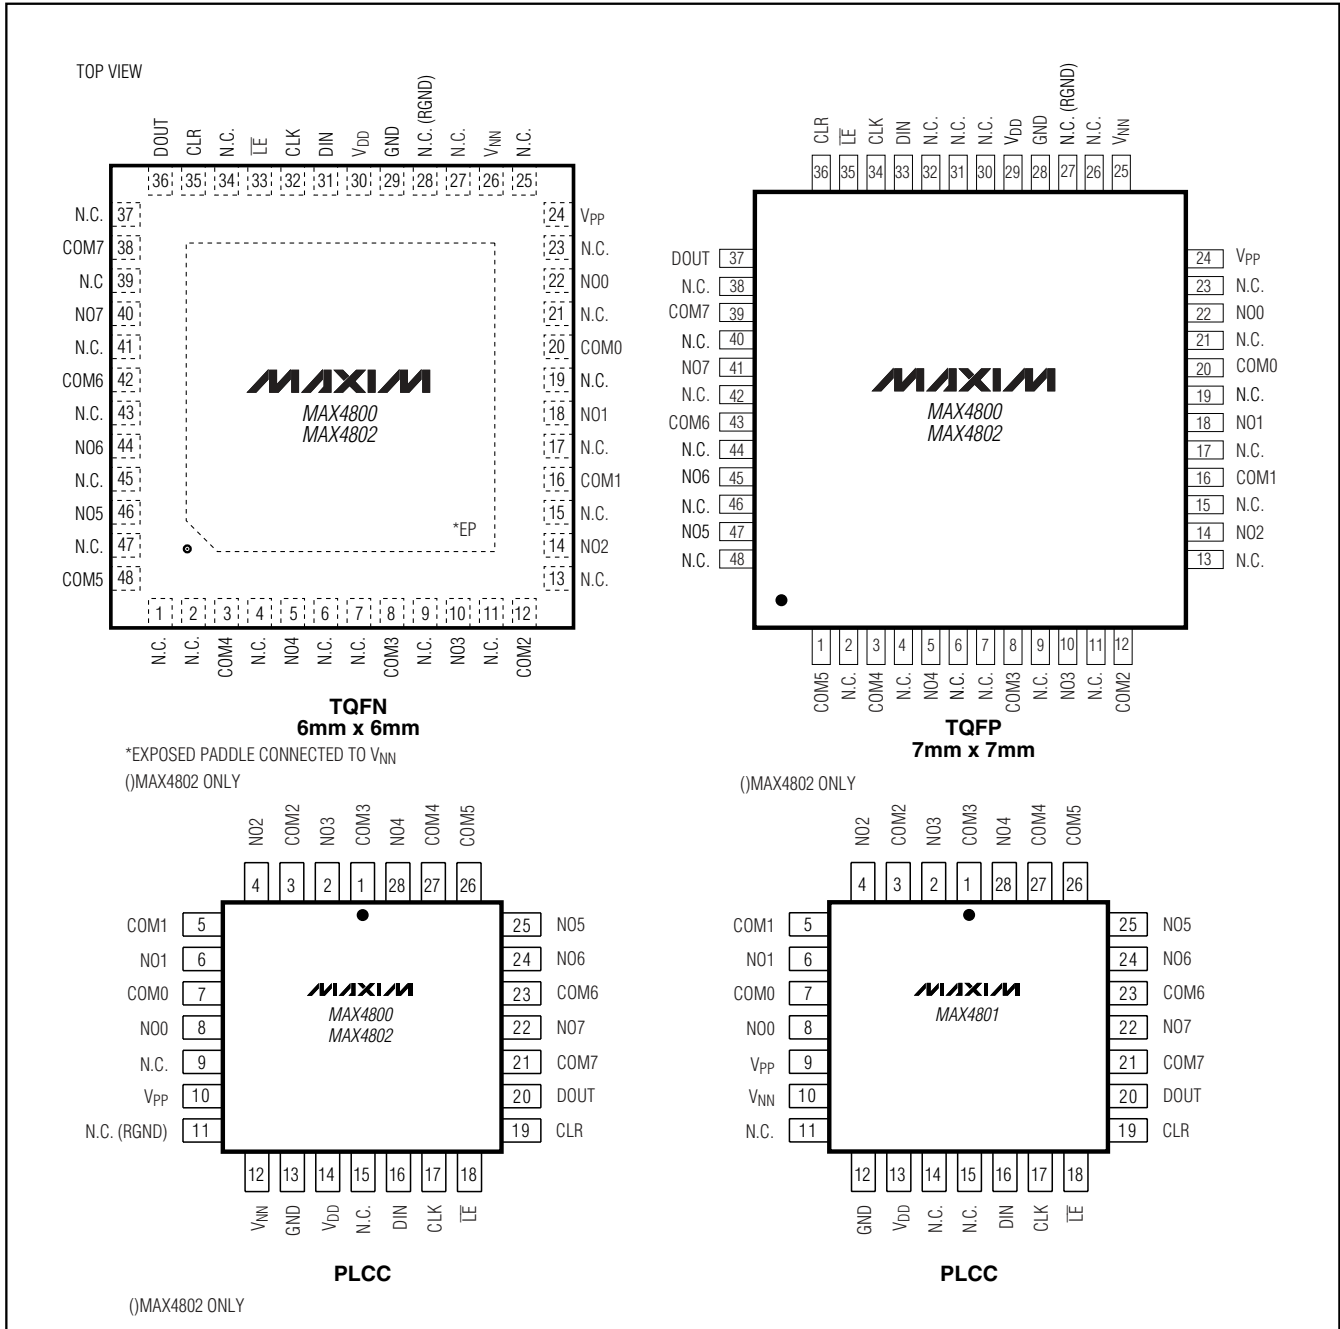 TOP VIEW
DOUT CLR N.C. LE CLK DIN VDD GND N.C. (RGND) N.C. VNN N.C.
36 35 34 33 32 31 30 29 28 27 26 25
N.C. 37
COM7 38
N.C 39
NO7 40
N.C. 41
COM6 42
N.C. 43
NO6 44
N.C. 45
NO5 46
N.C. 47
COM5 48
MAXIM
MAX4800
MAX4802
*EP
24 VPP
23 N.C.
22 NO0
21 N.C.
20 COM0
19 N.C.
18 NO1
17 N.C.
16 COM1
15 N.C.
14 NO2
13 N.C.
1 2 3 4 5 6 7 8 9 10 11 12
N.C. N.C. COM4 N.C. NO4 N.C. N.C. COM3 N.C. NO3 N.C. COM2
TQFN
6mm x 6mm
*EXPOSED PADDLE CONNECTED TO VNN
()MAX4802 ONLY
CLR LE CLK DIN N.C. N.C. N.C. VDD GND N.C. (RGND) N.C. VNN
36 35 34 33 32 31 30 29 28 27 26 25
DOUT 37
N.C. 38
COM7 39
N.C. 40
NO7 41
N.C. 42
COM6 43
N.C. 44
NO6 45
N.C. 46
NO5 47
N.C. 48
MAXIM
MAX4800
MAX4802
24 VPP
23 N.C.
22 NO0
21 N.C.
20 COM0
19 N.C.
18 NO1
17 N.C.
16 COM1
15 N.C.
14 NO2
13 N.C.
1 2 3 4 5 6 7 8 9 10 11 12
COM5 N.C. COM4 N.C. NO4 N.C. N.C. COM3 N.C. NO3 N.C. COM2
TQFP
7mm x 7mm
()MAX4802 ONLY
NO2 COM2 NO3 COM3 NO4 COM4 COM5
4 3 2 1 28 27 26
COM1 5
NO1 6
COM0 7
NO0 8
N.C. 9
VPP 10
N.C. (RGND) 11
MAXIM
MAX4800
MAX4802
25 NO5
24 NO6
23 COM6
22 NO7
21 COM7
20 DOUT
19 CLR
12 13 14 15 16 17 18
VNN GND VDD N.C. DIN CLK LE
PLCC
()MAX4802 ONLY
NO2 COM2 NO3 COM3 NO4 COM4 COM5
4 3 2 1 28 27 26
COM1 5
NO1 6
COM0 7
NO0 8
VPP 9
VNN 10
N.C. 11
MAXIM
MAX4801
25 NO5
24 NO6
23 COM6
22 NO7
21 COM7
20 DOUT
19 CLR
12 13 14 15 16 17 18
GND VDD N.C. N.C. DIN CLK LE
PLCC